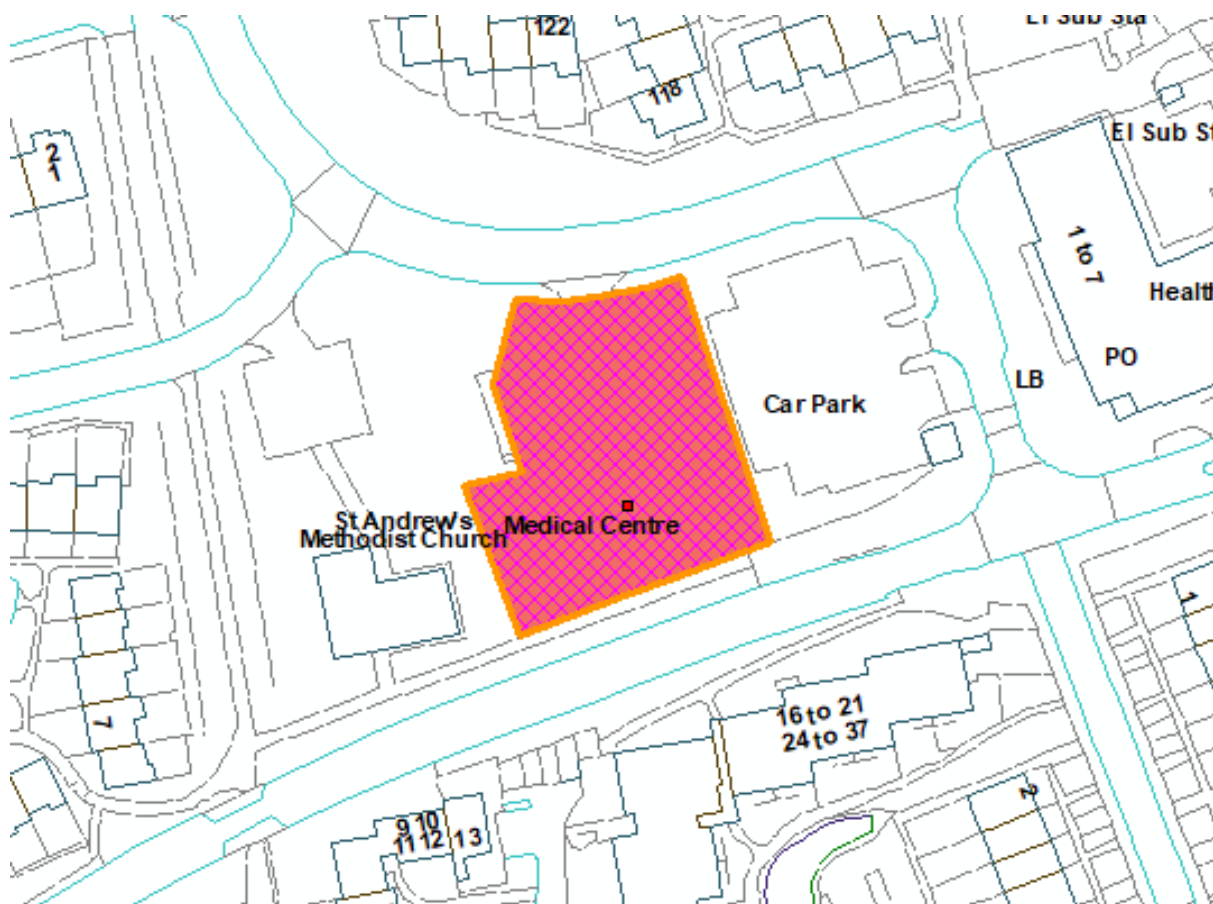 El Sub Sta
122
118
El Sub St
2
1
1 to 7
Health
PO
LB
Car Park
St Andrew's
Methodist Church
Medical Centre
1
7
16 to 21
24 to 37
2
9 10
11 12
13